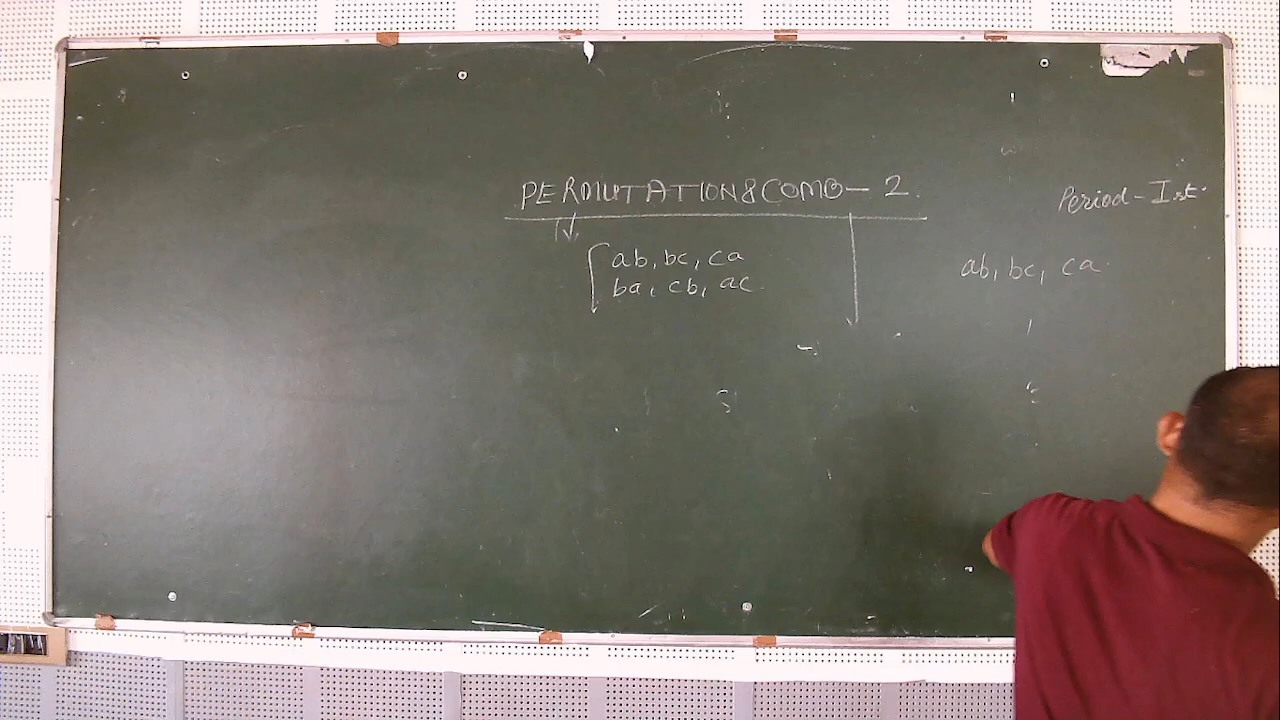 PERMUTATION&COMB-2.
Period-Ist.
ab, bc, ca
ba, cb, ac.
ab, bc, ca.